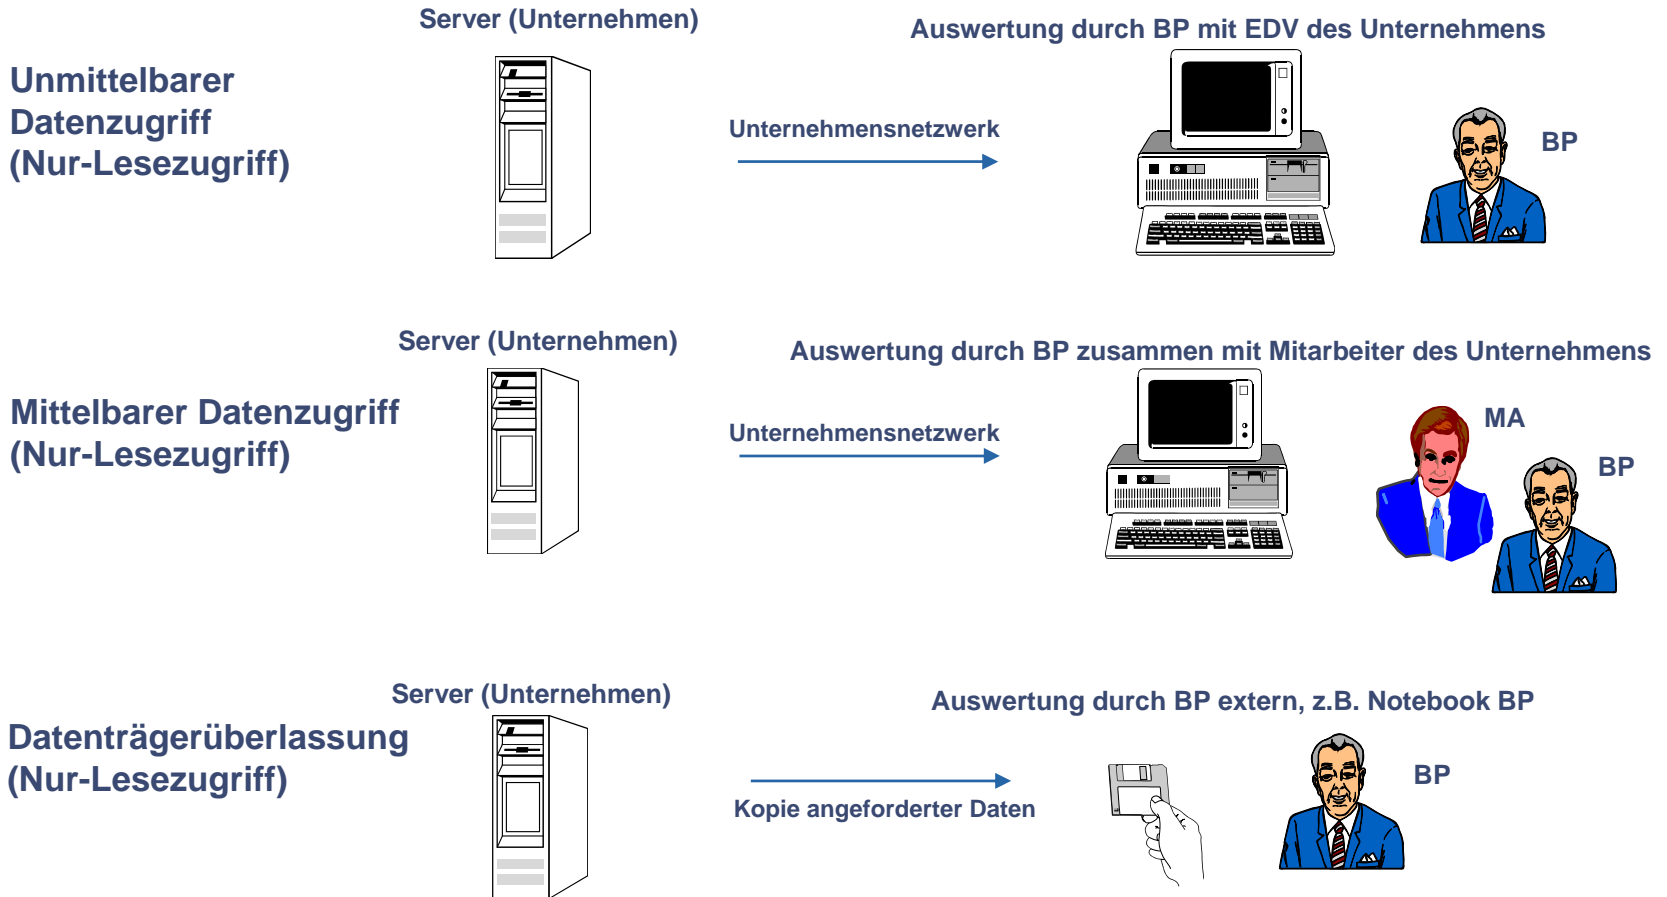 Server (Unternehmen)
Auswertung durch BP mit EDV des Unternehmens
Unmittelbarer
Datenzugriff
(Nur-Lesezugriff)
Unternehmensnetzwerk
BP
Server (Unternehmen)
Auswertung durch BP zusammen mit Mitarbeiter des Unternehmens
Mittelbarer Datenzugriff
(Nur-Lesezugriff)
Unternehmensnetzwerk
MA
BP
Server (Unternehmen)
Auswertung durch BP extern, z.B. Notebook BP
Datenträgerüberlassung
(Nur-Lesezugriff)
Kopie angeforderter Daten
BP